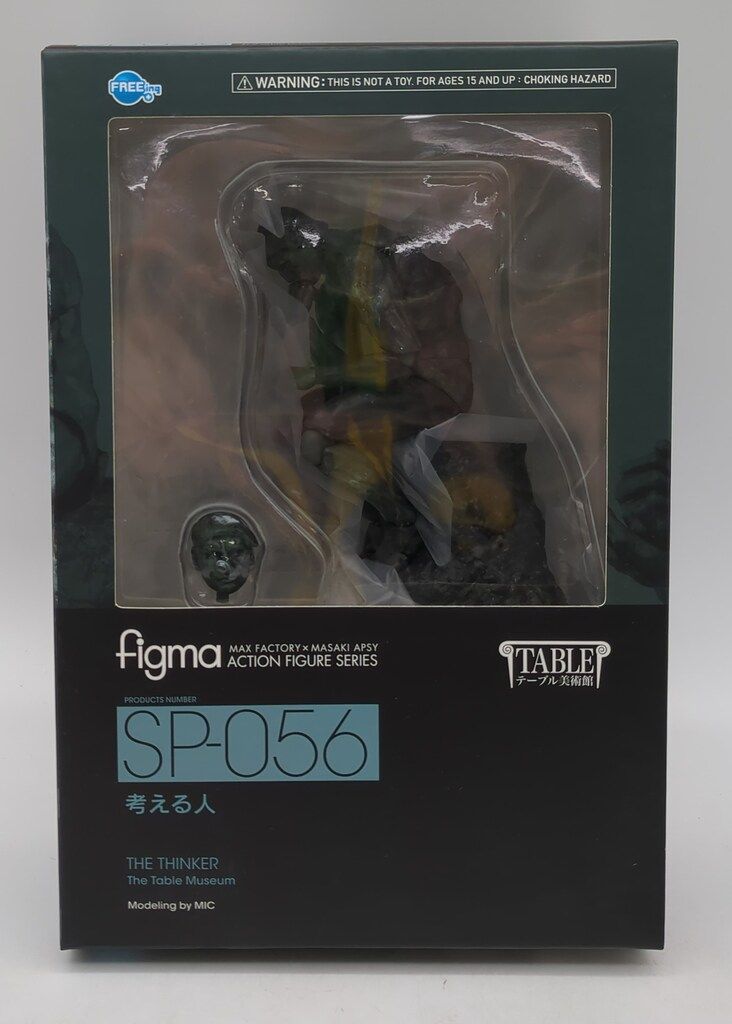 FREEing
⚠ WARNING: THIS IS NOT A TOY. FOR AGES 15 AND UP : CHOKING HAZARD
figma MAX FACTORY × MASAKI APSY
ACTION FIGURE SERIES
TABLE
テーブル美術館
PRODUCTS NUMBER
SP-056
考える人
THE THINKER
The Table Museum
Modeling by MIC